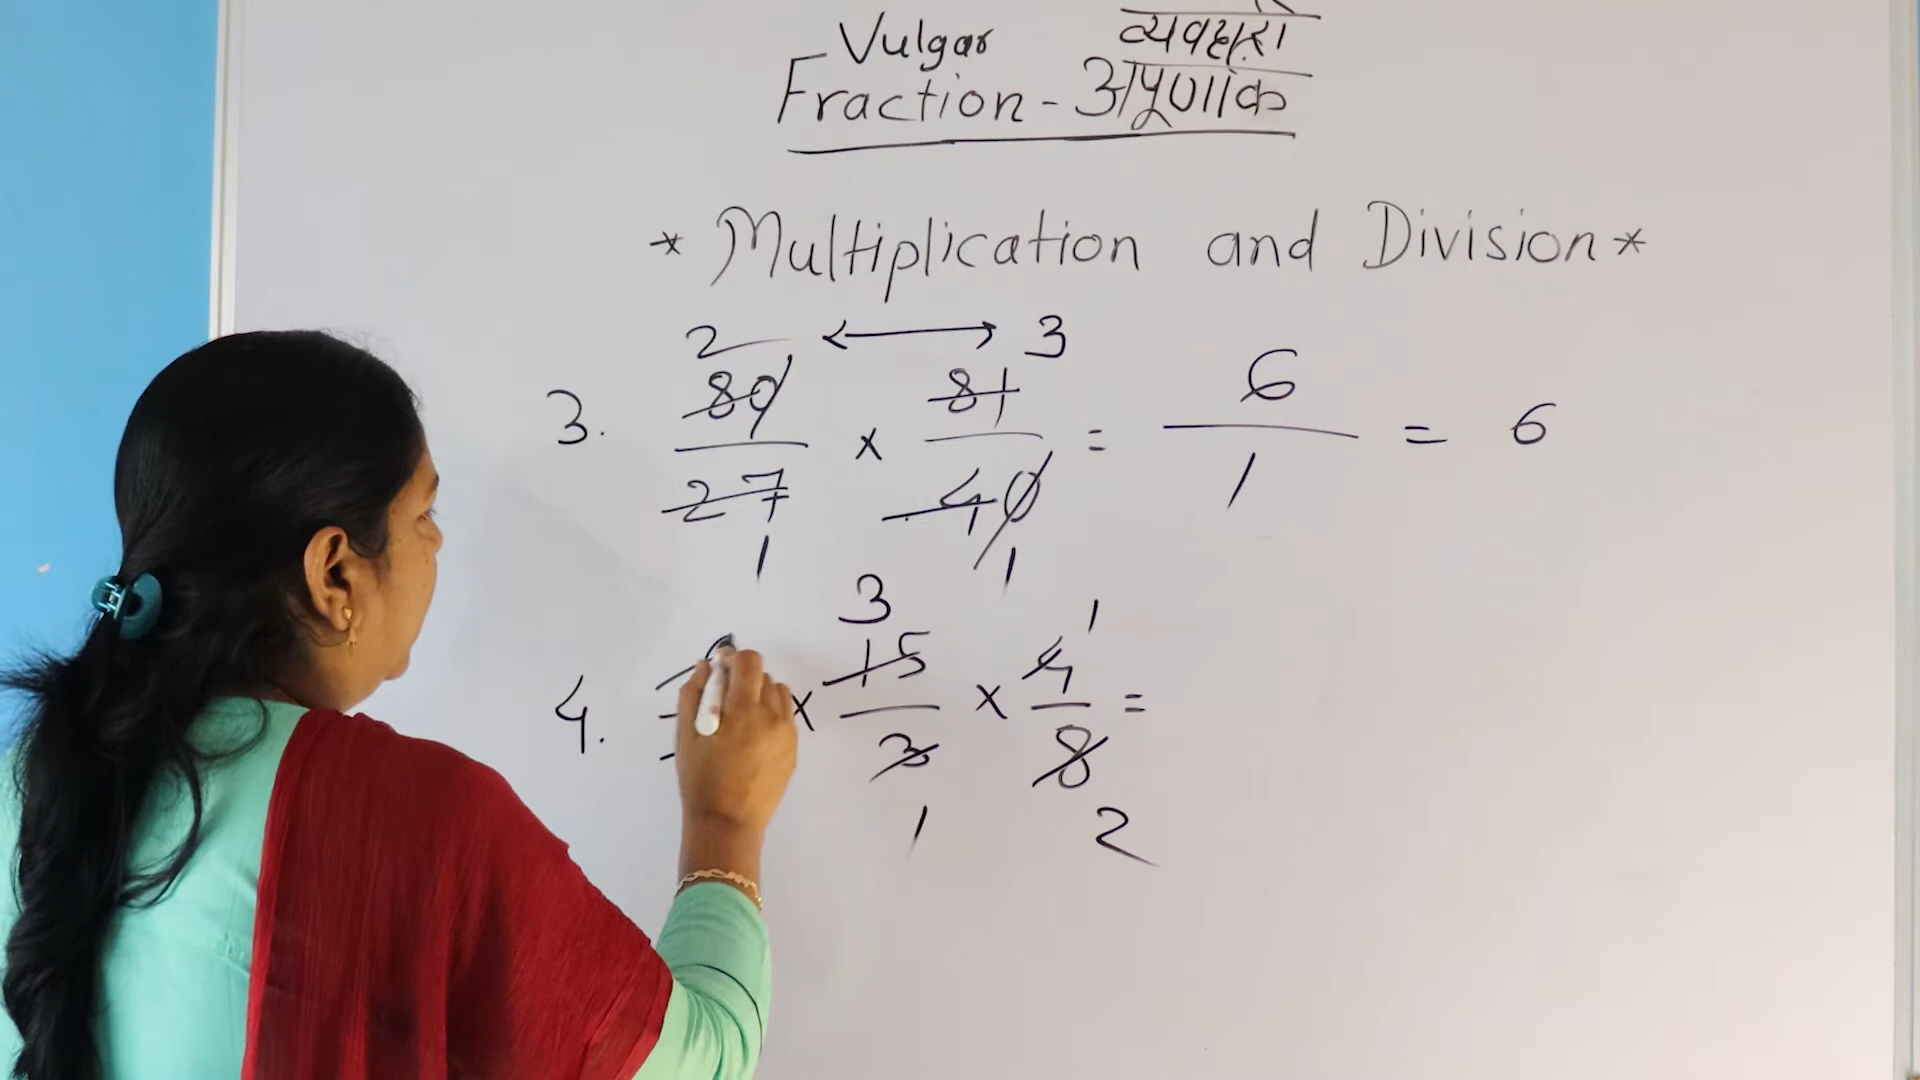 Vulgar व्यवहारी
Fraction - अपूर्णांक
* Multiplication and Division *
2 ↔ 3
3. 80/27 × 81/40 = 6/1 = 6
1 1
3 1
4. × 15/3 × 4/8 =
1 2